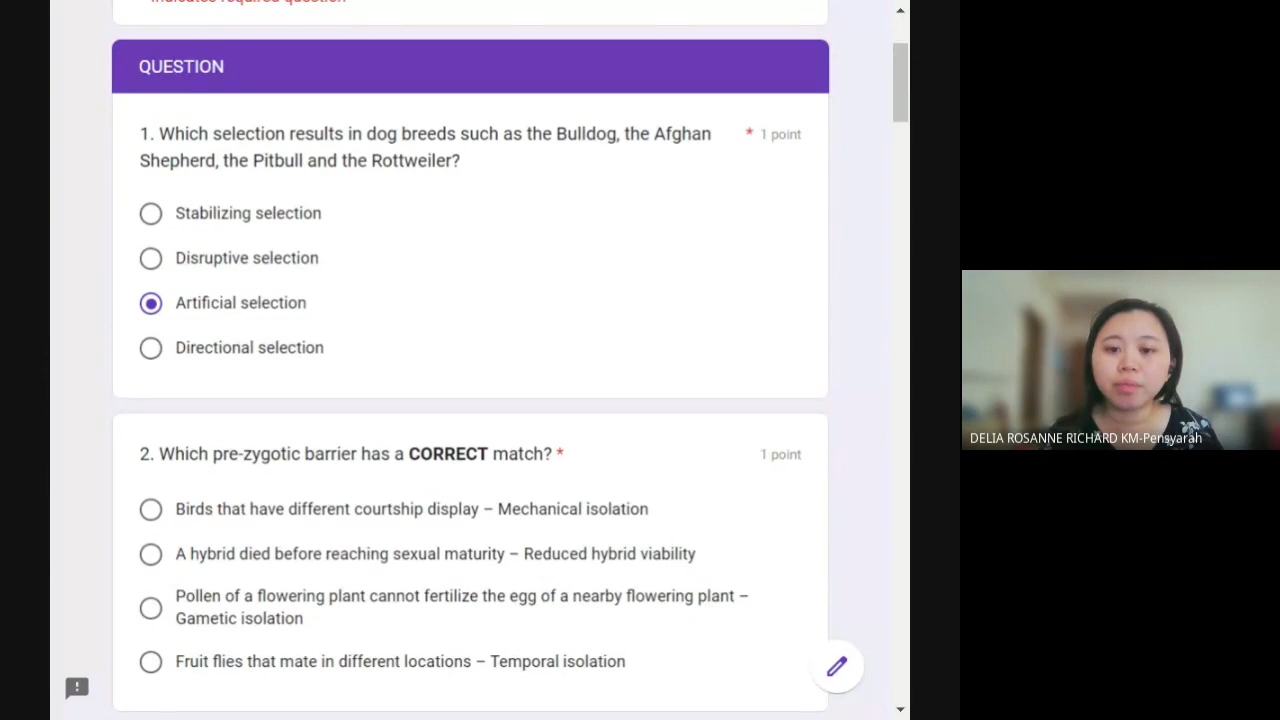 indicates required question
QUESTION
1. Which selection results in dog breeds such as the Bulldog, the Afghan
Shepherd, the Pitbull and the Rottweiler?
* 1 point
Stabilizing selection
Disruptive selection
Artificial selection
Directional selection
2. Which pre-zygotic barrier has a CORRECT match? *
1 point
Birds that have different courtship display – Mechanical isolation
A hybrid died before reaching sexual maturity – Reduced hybrid viability
Pollen of a flowering plant cannot fertilize the egg of a nearby flowering plant –
Gametic isolation
Fruit flies that mate in different locations – Temporal isolation
DELIA ROSANNE RICHARD KM-Pensyarah